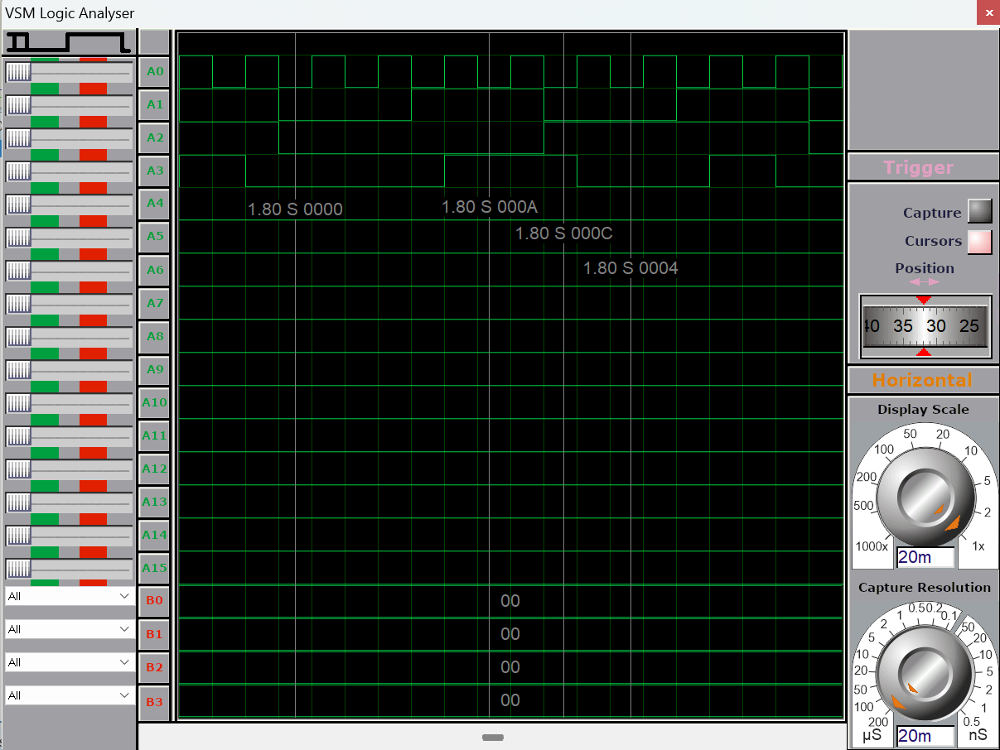 VSM Logic Analyser
A0
A1
A2
A3
A4
A5
A6
A7
A8
A9
A10
A11
A12
A13
A14
A15
B0
B1
B2
B3
All
All
All
All
1.80 S 0000
1.80 S 000A
1.80 S 000C
1.80 S 0004
00
00
00
00
Trigger
Capture
Cursors
Position
40 35 30 25
Horizontal
Display Scale
1000x 500 200 100 50 20 10 5 2 1x
20m
Capture Resolution
200 100 50 20 10 5 2 1 0.5 0.2 0.1 50 20 10 5 2 1 0.5
µS nS
20m